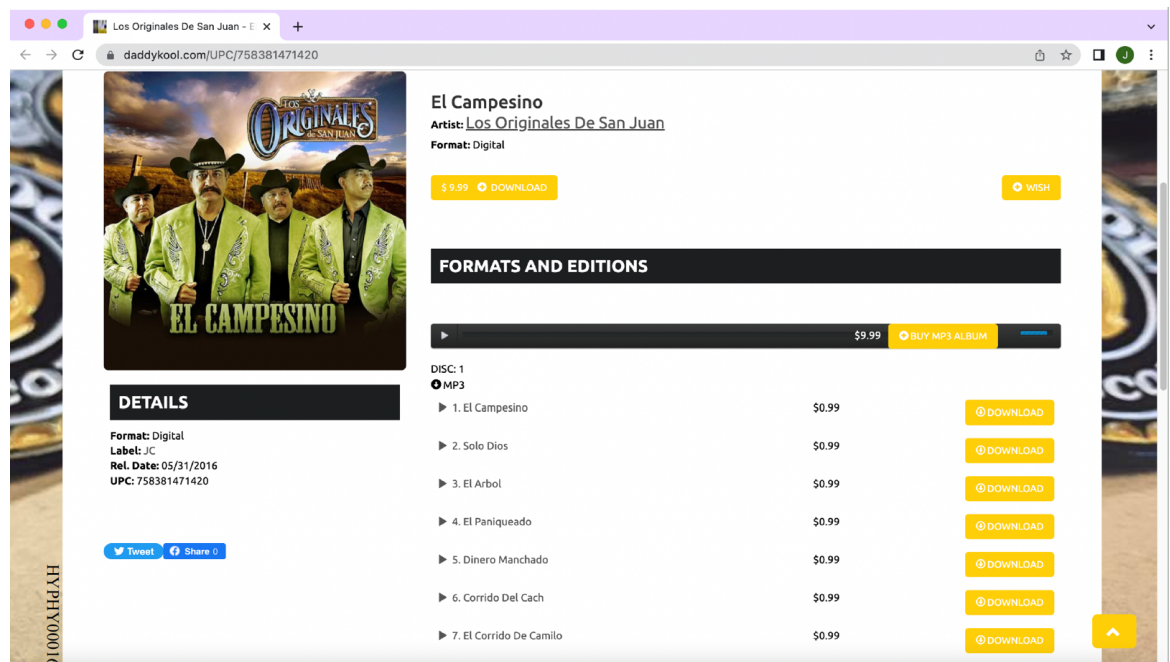 Los Originales De San Juan - E
daddykool.com/UPC/758381471420
J
LOS
ORIGINALES
de SAN JUAN
EL CAMPESINO
El Campesino
Artist: Los Originales De San Juan
Format: Digital
$ 9.99 DOWNLOAD
WISH
FORMATS AND EDITIONS
$9.99 BUY MP3 ALBUM
DISC: 1
MP3
1. El Campesino $0.99 DOWNLOAD
2. Solo Dios $0.99 DOWNLOAD
3. El Arbol $0.99 DOWNLOAD
4. El Paniqueado $0.99 DOWNLOAD
5. Dinero Manchado $0.99 DOWNLOAD
6. Corrido Del Cach $0.99 DOWNLOAD
7. El Corrido De Camilo $0.99 DOWNLOAD
DETAILS
Format: Digital
Label: JC
Rel. Date: 05/31/2016
UPC: 758381471420
Tweet
Share 0